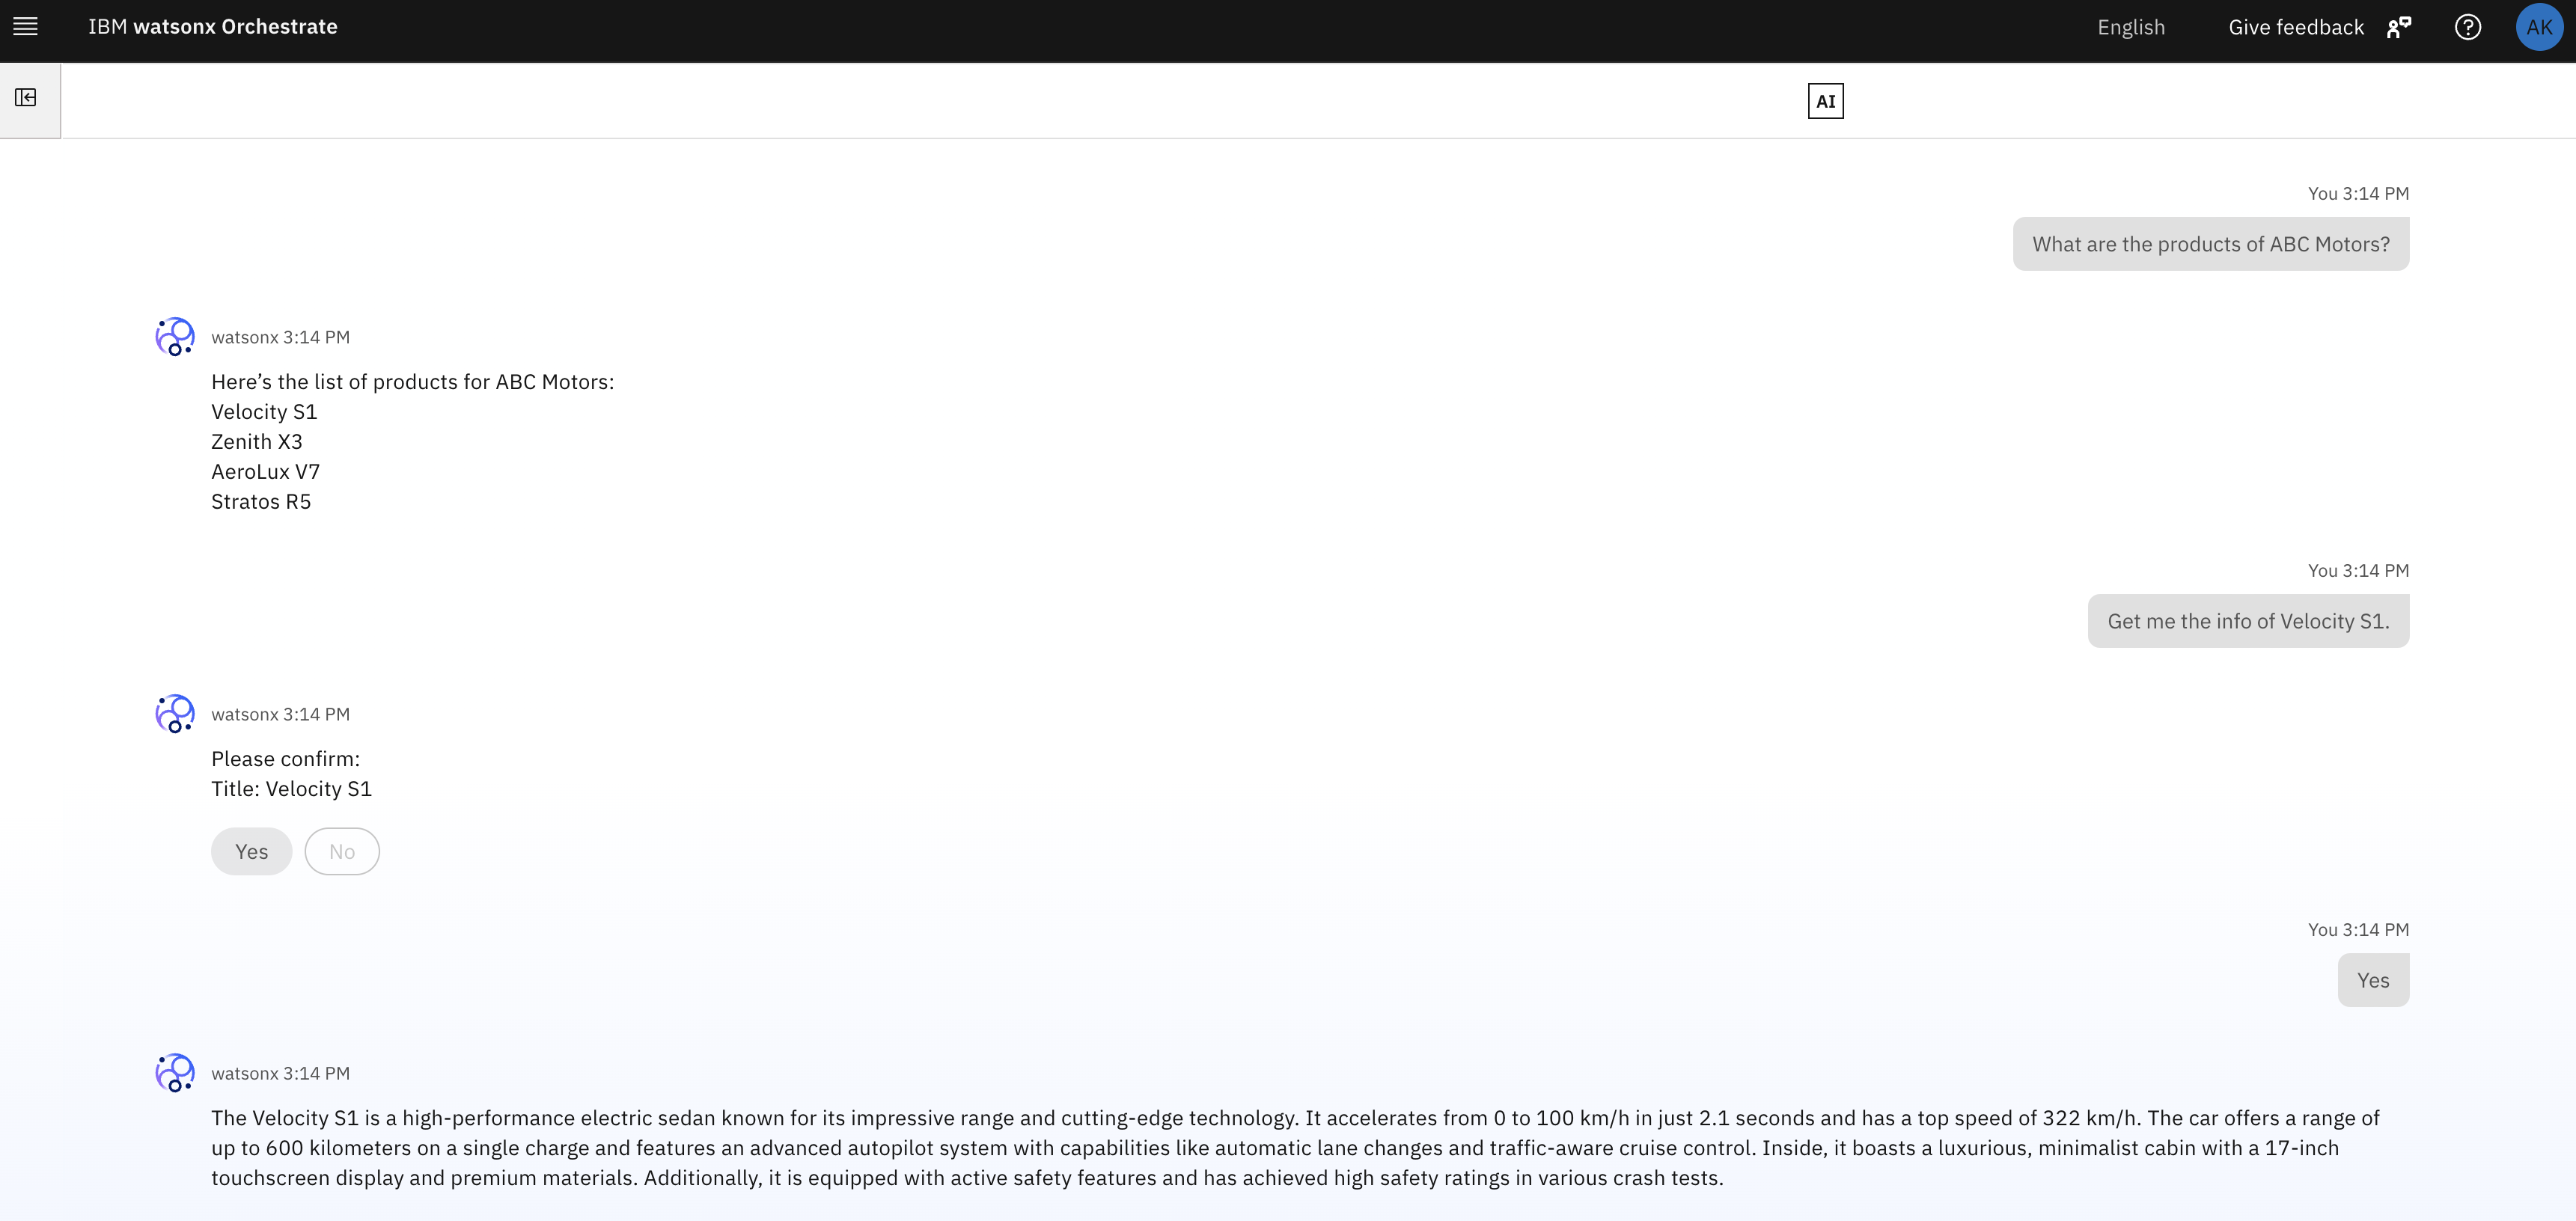 IBM watsonx Orchestrate
English
Give feedback
AK
AI
You 3:14 PM
What are the products of ABC Motors?
watsonx 3:14 PM
Here’s the list of products for ABC Motors:
Velocity S1
Zenith X3
AeroLux V7
Stratos R5
You 3:14 PM
Get me the info of Velocity S1.
watsonx 3:14 PM
Please confirm:
Title: Velocity S1
Yes No
You 3:14 PM
Yes
watsonx 3:14 PM
The Velocity S1 is a high-performance electric sedan known for its impressive range and cutting-edge technology. It accelerates from 0 to 100 km/h in just 2.1 seconds and has a top speed of 322 km/h. The car offers a range of
up to 600 kilometers on a single charge and features an advanced autopilot system with capabilities like automatic lane changes and traffic-aware cruise control. Inside, it boasts a luxurious, minimalist cabin with a 17-inch
touchscreen display and premium materials. Additionally, it is equipped with active safety features and has achieved high safety ratings in various crash tests.